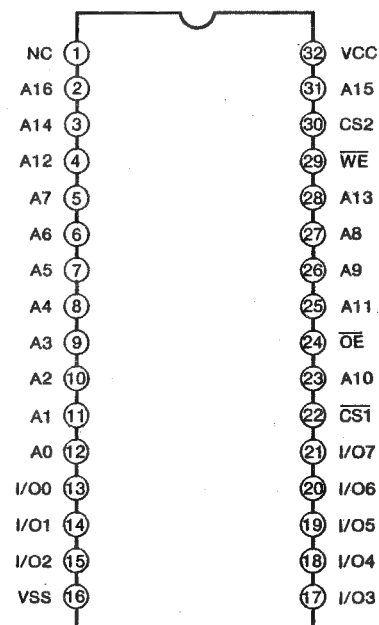 NC 1 32 VCC
A16 2 31 A15
A14 3 30 CS2
A12 4 29 W̅E̅
A7 5 28 A13
A6 6 27 A8
A5 7 26 A9
A4 8 25 A11
A3 9 24 O̅E̅
A2 10 23 A10
A1 11 22 C̅S̅1̅
A0 12 21 I/O7
I/O0 13 20 I/O6
I/O1 14 19 I/O5
I/O2 15 18 I/O4
VSS 16 17 I/O3